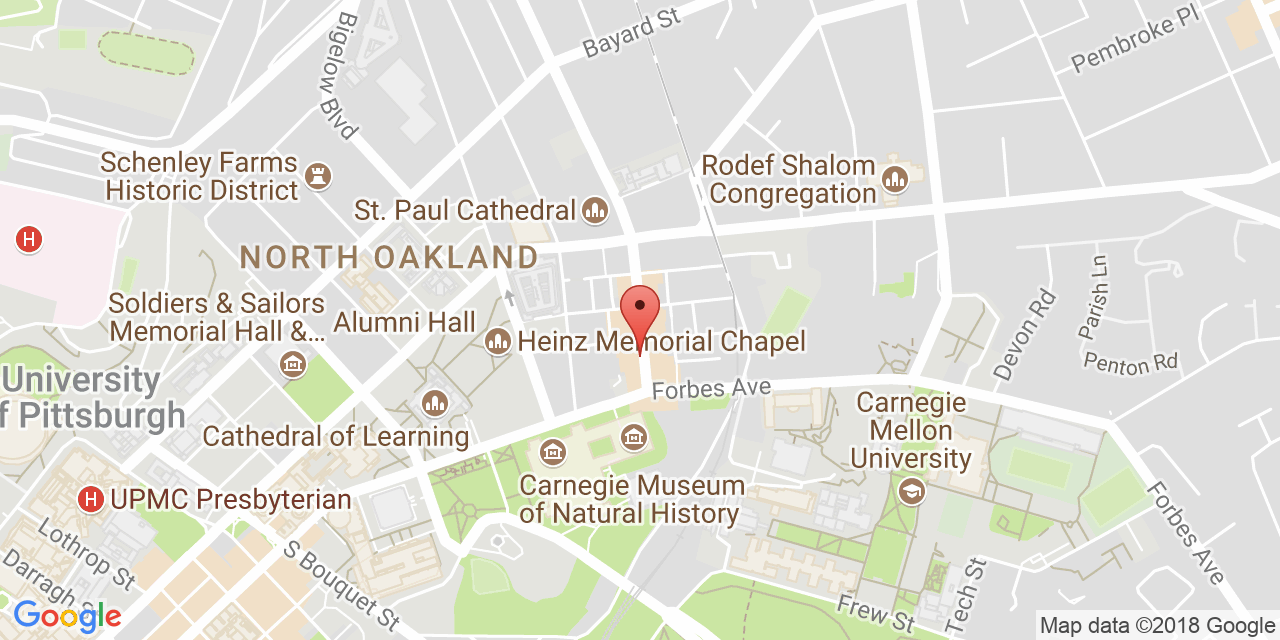 Bayard St
Pembroke Pl
Bigelow Blvd
Schenley Farms
Historic District
Rodef Shalom
Congregation
St. Paul Cathedral
H
NORTH OAKLAND
Parish Ln
Devon Rd
Soldiers & Sailors
Memorial Hall &...
Alumni Hall
Heinz Memorial Chapel
Penton Rd
University
of Pittsburgh
Forbes Ave
Carnegie
Mellon
University
Cathedral of Learning
Carnegie Museum
of Natural History
H UPMC Presbyterian
Forbes Ave
Lothrop St
S Bouquet St
Darragh St
Tech St
Frew St
Google
Map data ©2018 Google